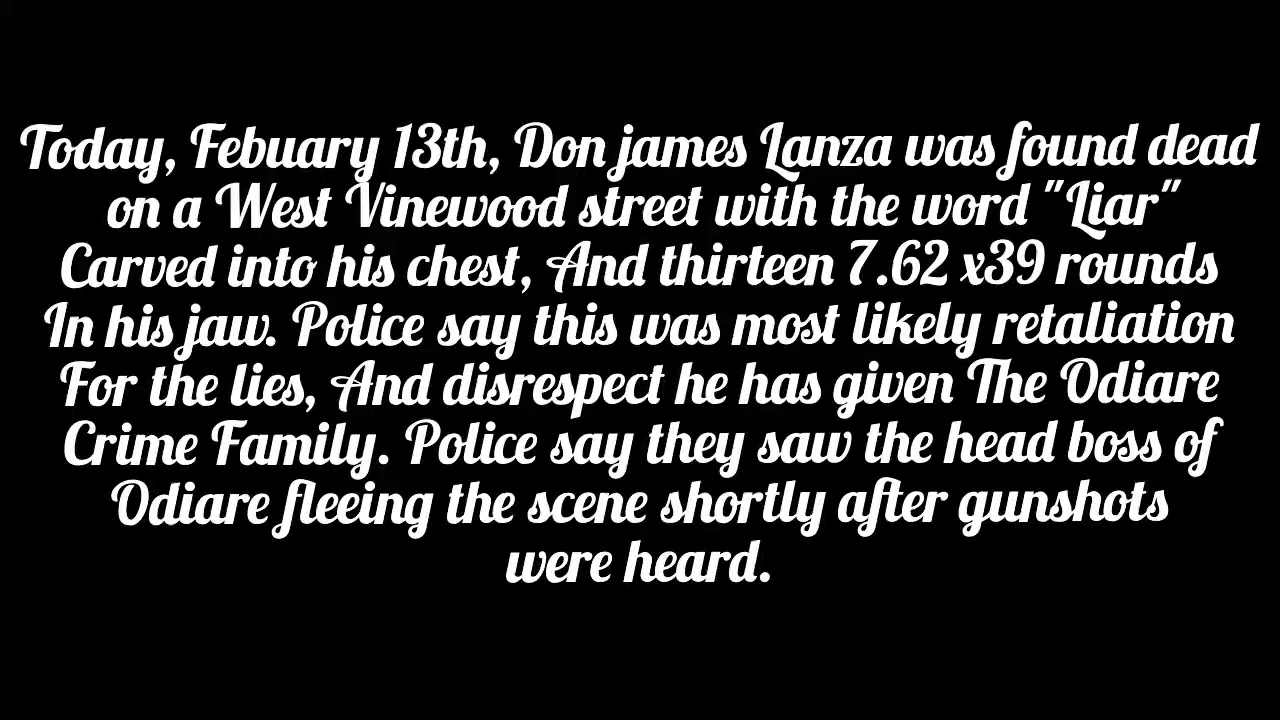 Today, Febuary 13th, Don james Lanza was found dead
on a West Vinewood street with the word "Liar"
Carved into his chest, And thirteen 7.62 x39 rounds
In his jaw. Police say this was most likely retaliation
For the lies, And disrespect he has given The Odiare
Crime Family. Police say they saw the head boss of
Odiare fleeing the scene shortly after gunshots
were heard.